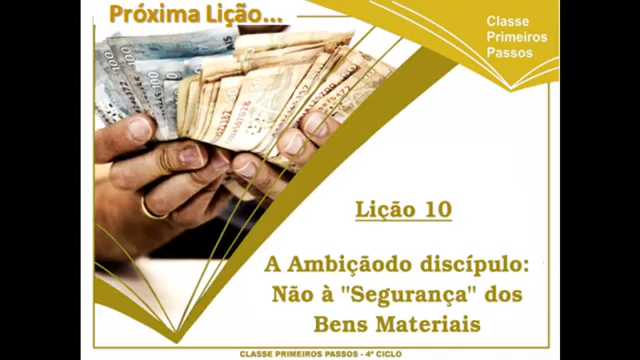 Próxima Lição...
Classe
Primeiros
Passos
Lição 10
A Ambiçãodo discípulo:
Não à "Segurança" dos
Bens Materiais
CLASSE PRIMEIROS PASSOS - 4º CICLO